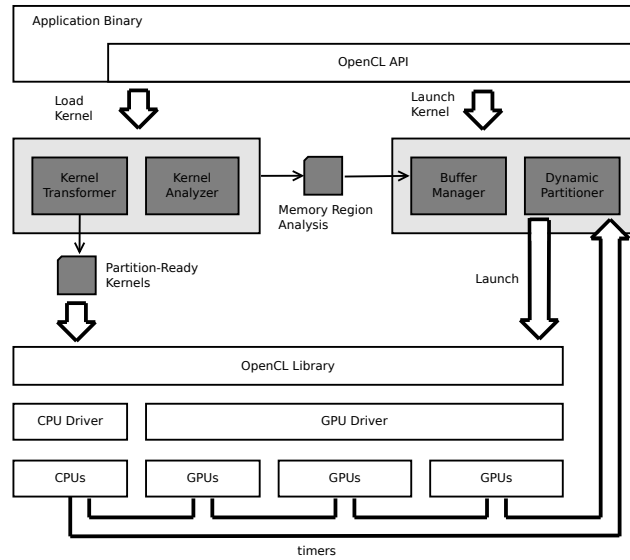 Application Binary
OpenCL API
Load
Kernel
Launch
Kernel
Kernel
Transformer
Kernel
Analyzer
Memory Region
Analysis
Buffer
Manager
Dynamic
Partitioner
Partition-Ready
Kernels
Launch
OpenCL Library
CPU Driver
GPU Driver
CPUs
GPUs
GPUs
GPUs
timers